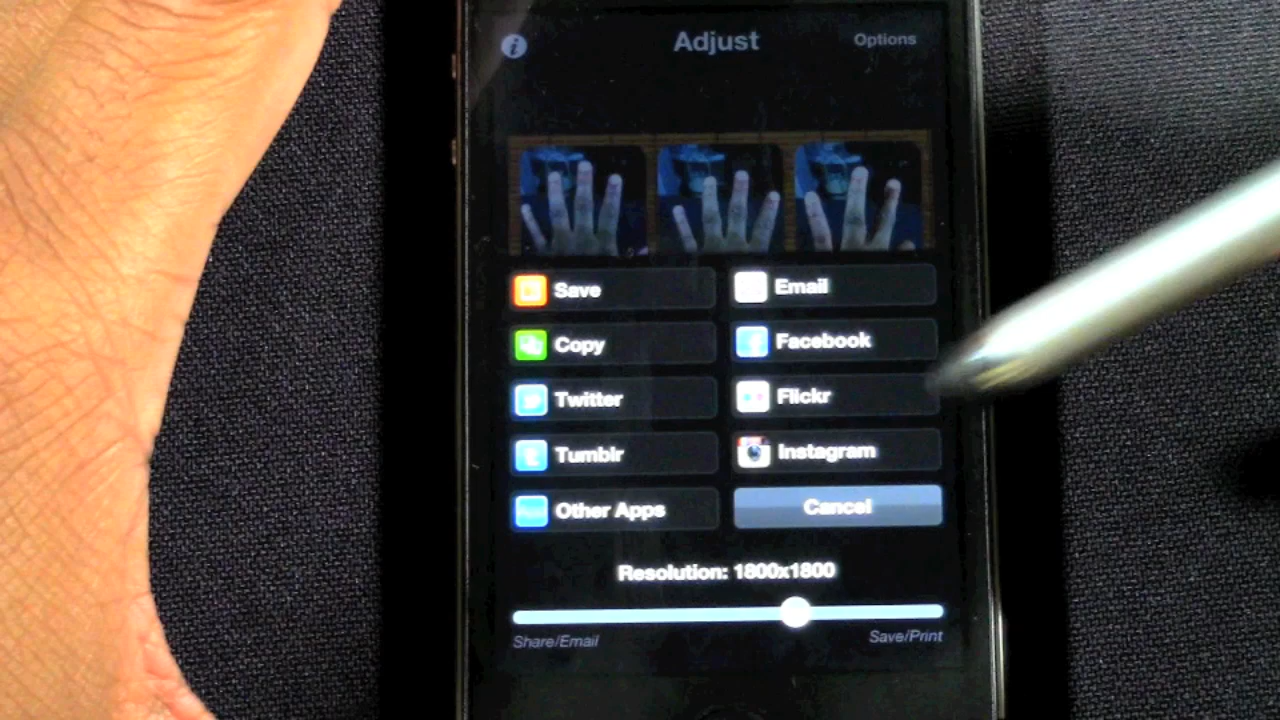 Adjust
Options
Save
Email
Copy
Facebook
Twitter
Flickr
Tumblr
Instagram
Other Apps
Cancel
Resolution: 1800x1800
Share/Email
Save/Print